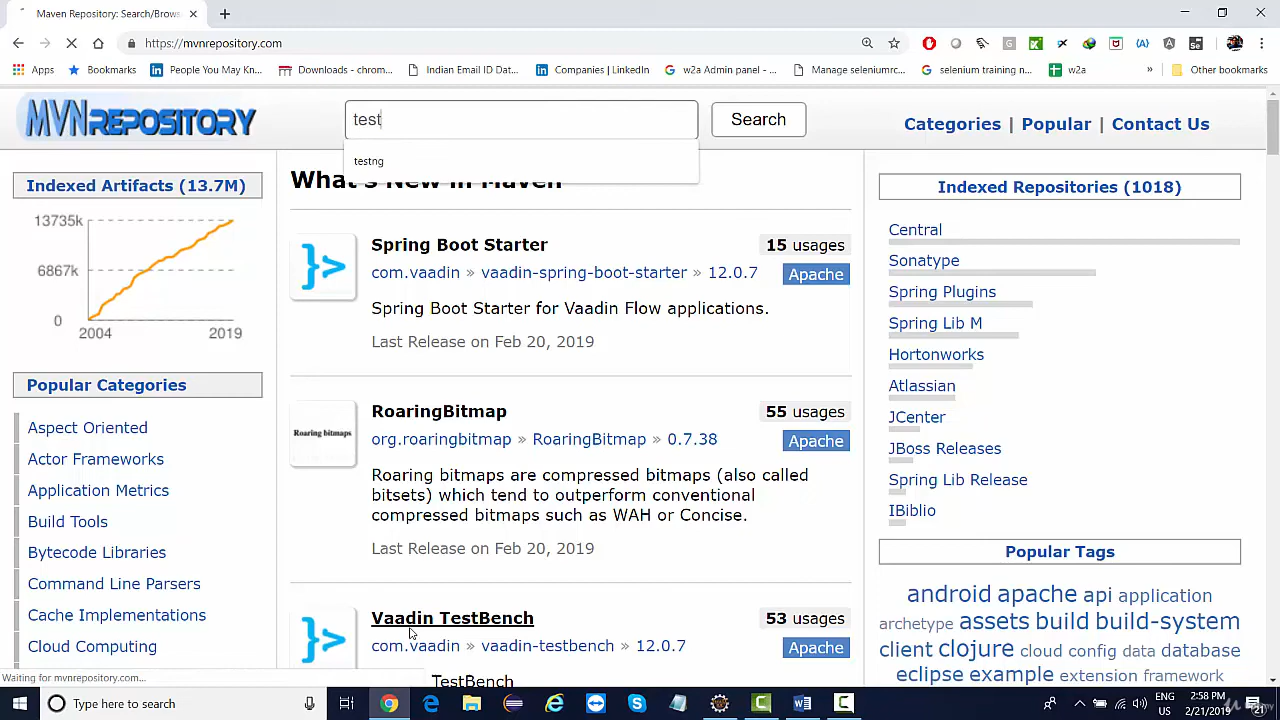 Maven Repository: Search/Brows
https://mvnrepository.com
Apps
Bookmarks
People You May Kn...
Downloads - chrom...
Indian Email ID Dat...
Companies | LinkedIn
w2a Admin panel - ...
Manage seleniumrc...
selenium training n...
w2a
»
Other bookmarks
MVNREPOSITORY
test
Search
Categories | Popular | Contact Us
testng
Indexed Artifacts (13.7M)
13735k
6867k
0
2004 2019
Popular Categories
Aspect Oriented
Actor Frameworks
Application Metrics
Build Tools
Bytecode Libraries
Command Line Parsers
Cache Implementations
Cloud Computing
What's New in Maven
Spring Boot Starter
15 usages
com.vaadin » vaadin-spring-boot-starter » 12.0.7
Apache
Spring Boot Starter for Vaadin Flow applications.
Last Release on Feb 20, 2019
Roaring bitmaps
RoaringBitmap
55 usages
org.roaringbitmap » RoaringBitmap » 0.7.38
Apache
Roaring bitmaps are compressed bitmaps (also called
bitsets) which tend to outperform conventional
compressed bitmaps such as WAH or Concise.
Last Release on Feb 20, 2019
Vaadin TestBench
53 usages
com.vaadin » vaadin-testbench » 12.0.7
Apache
TestBench
Indexed Repositories (1018)
Central
Sonatype
Spring Plugins
Spring Lib M
Hortonworks
Atlassian
JCenter
JBoss Releases
Spring Lib Release
IBiblio
Popular Tags
android apache api application
archetype assets build build-system
client clojure cloud config data database
eclipse example extension framework
Waiting for mvnrepository.com...
Type here to search
ENG
US
2:58 PM
2/21/2019